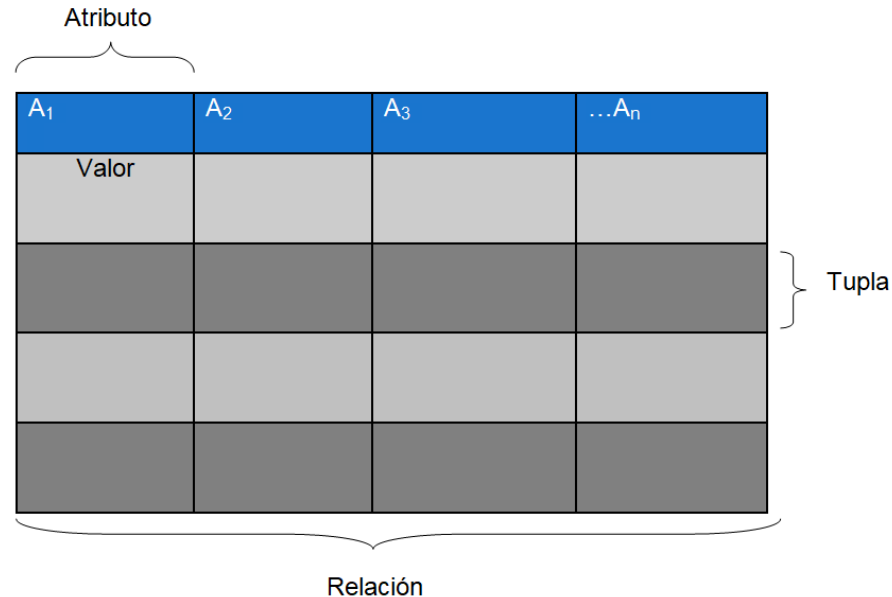 Atributo
A₁ A₂ A₃ …Aₙ
Valor
Tupla
Relación